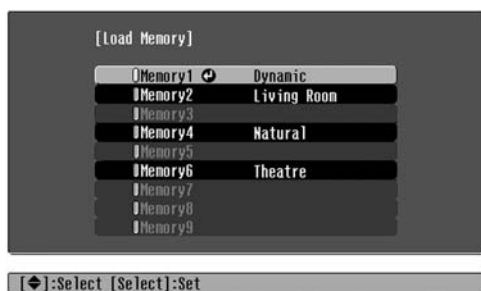 [Load Memory]
Memory1 Dynamic
Memory2 Living Room
Memory3
Memory4 Natural
Memory5
Memory6 Theatre
Memory7
Memory8
Memory9
[◆]:Select [Select]:Set